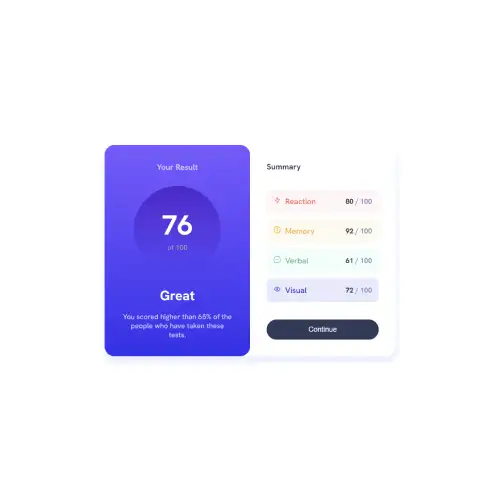 Your Result
76
of 100
Great
You scored higher than 65% of the
people who have taken these
tests.
Summary
Reaction 80 / 100
Memory 92 / 100
Verbal 61 / 100
Visual 72 / 100
Continue